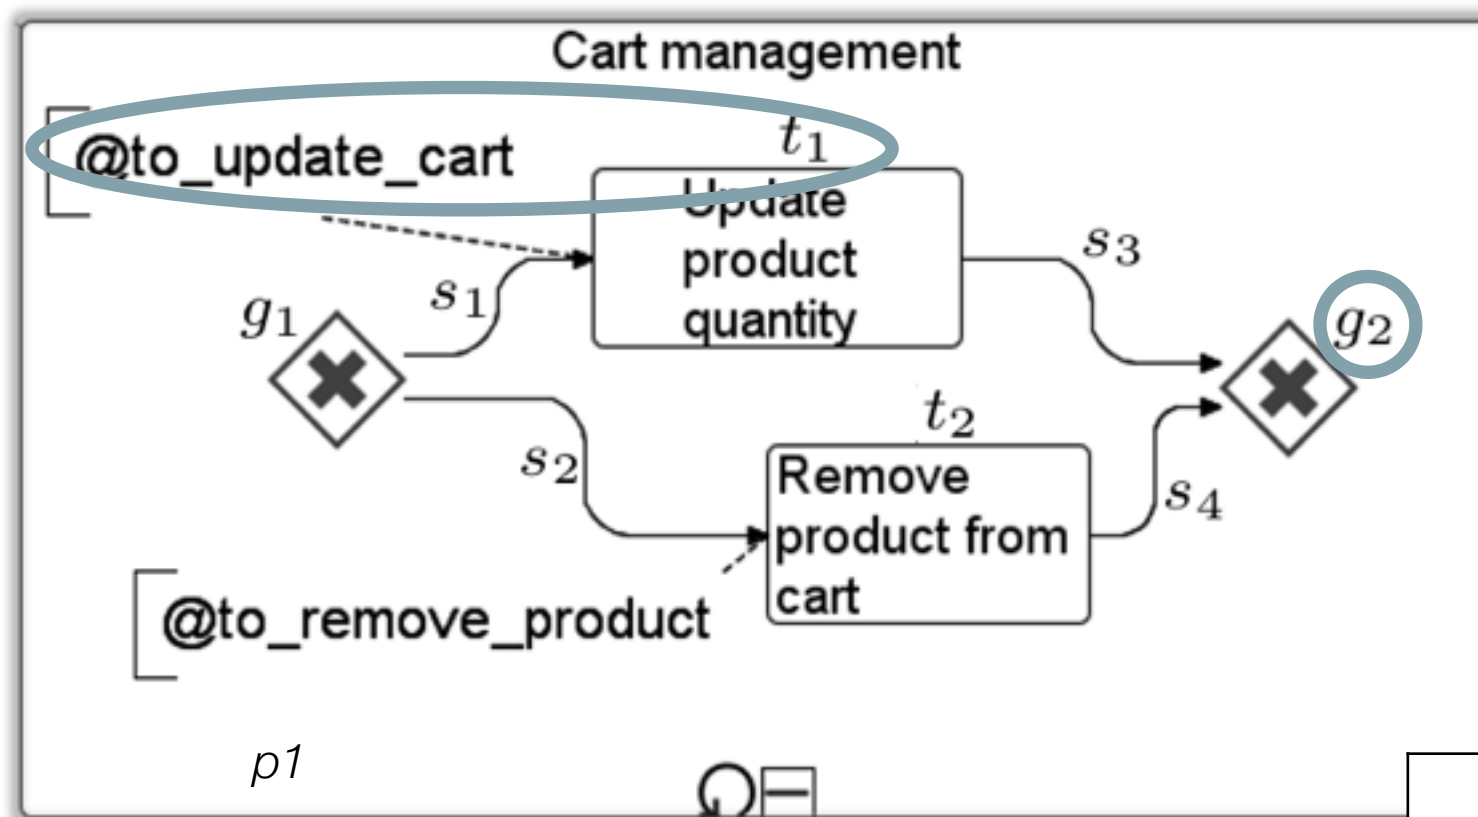 Cart management
@to_update_cart
t1
Update
product
quantity
s1
s3
g1
g2
t2
s2
Remove
product from
cart
s4
@to_remove_product
p1